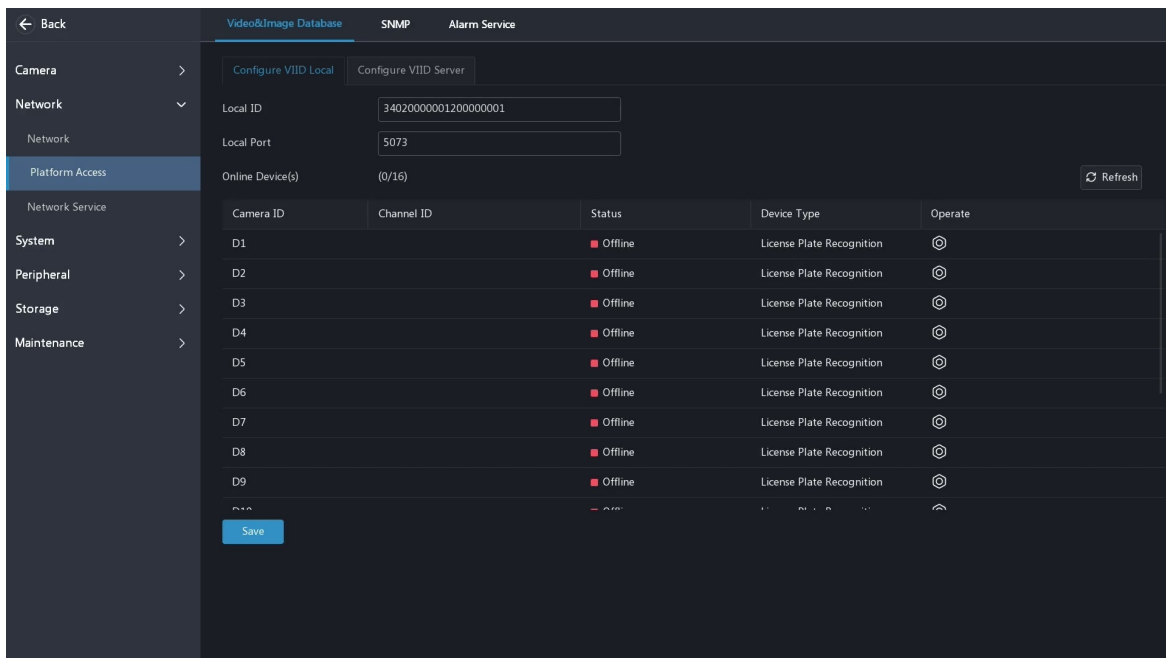 Back
Video&Image Database SNMP Alarm Service
Camera
Network
Network
Platform Access
Network Service
System
Peripheral
Storage
Maintenance
Configure VIID Local Configure VIID Server
Local ID 34020000001200000001
Local Port 5073
Online Device(s) (0/16) Refresh
Camera ID Channel ID Status Device Type Operate
D1 Offline License Plate Recognition
D2 Offline License Plate Recognition
D3 Offline License Plate Recognition
D4 Offline License Plate Recognition
D5 Offline License Plate Recognition
D6 Offline License Plate Recognition
D7 Offline License Plate Recognition
D8 Offline License Plate Recognition
D9 Offline License Plate Recognition
Save